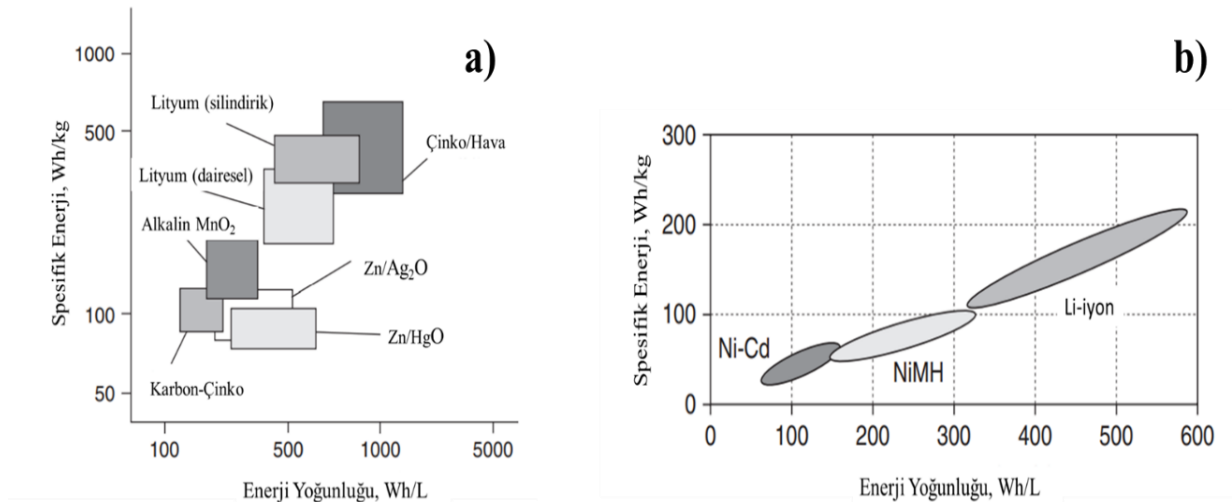 a)
Spesifik Enerji, Wh/kg
1000
500
100
50
Lityum (silindirik)
Çinko/Hava
Lityum (dairesel)
Alkalin MnO₂
Zn/Ag₂O
Zn/HgO
Karbon-Çinko
100 500 1000 5000
Enerji Yoğunluğu, Wh/L
b)
Spesifik Enerji, Wh/kg
300
200
100
0
Ni-Cd
NiMH
Li-iyon
0 100 200 300 400 500 600
Enerji Yoğunluğu, Wh/L